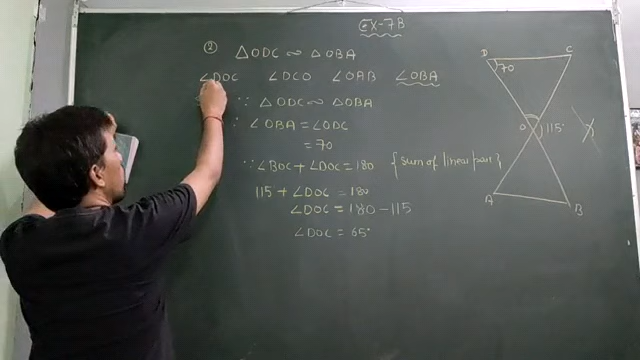 EX-7B
② △ODC ∾ △OBA
∠DOC ∠DCO ∠OAB ∠OBA
∵ △ODC ∾ △OBA
∴ ∠OBA = ∠ODC
= 70
∵ ∠BOC + ∠DOC = 180 {sum of linear pair}
115 + ∠DOC = 180
∠DOC = 180 - 115
∠DOC = 65°
D C
70
O 115°
A B